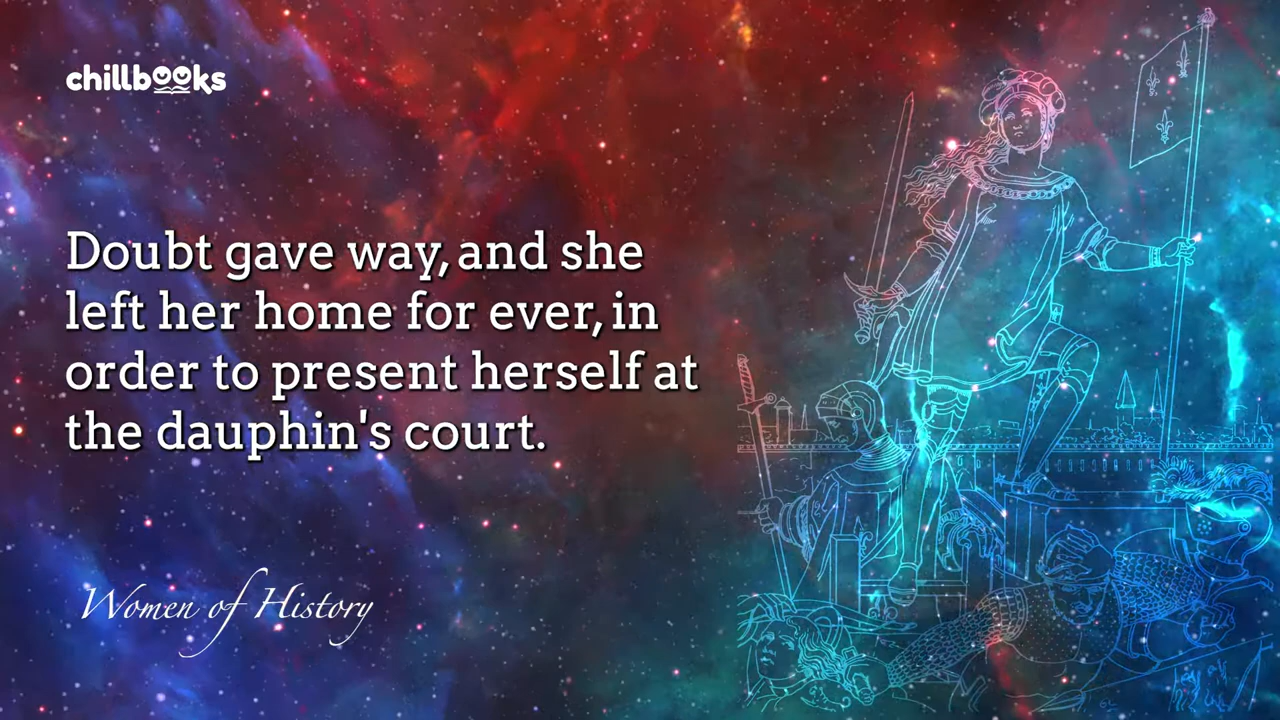 chillbooks
Doubt gave way, and she
left her home for ever, in
order to present herself at
the dauphin's court.
Women of History